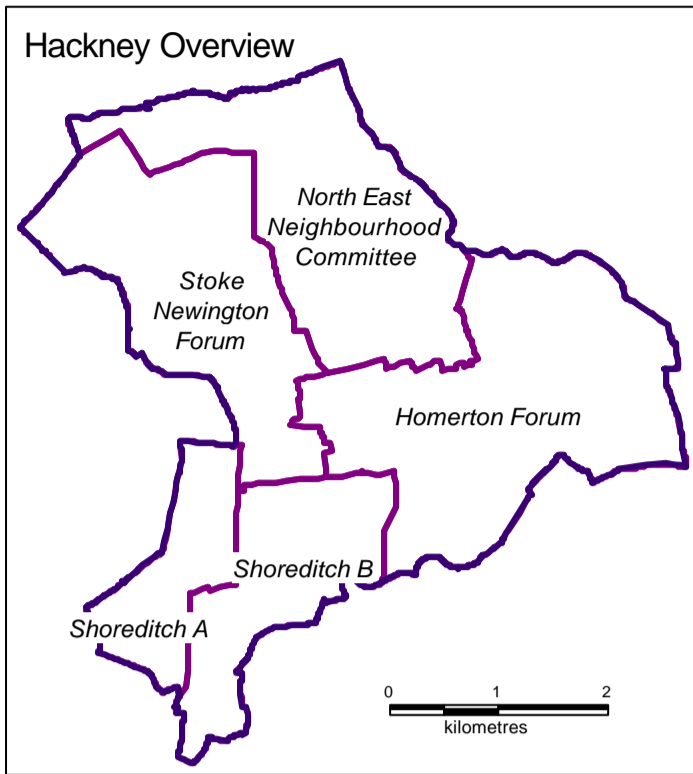 Hackney Overview
North East
Neighbourhood
Committee
Stoke
Newington
Forum
Homerton Forum
Shoreditch B
Shoreditch A
0 1 2
kilometres